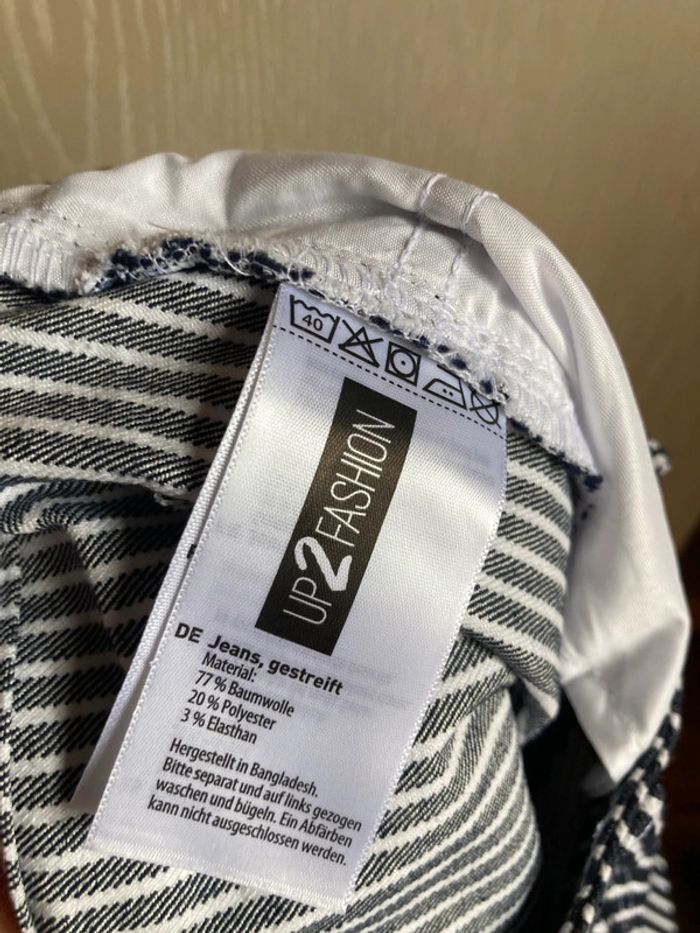 40
UP2FASHION
DE Jeans, gestreift
Material:
77 % Baumwolle
20 % Polyester
3 % Elasthan
Hergestellt in Bangladesh.
Bitte separat und auf links gezogen
waschen und bügeln. Ein Abfärben
kann nicht ausgeschlossen werden.